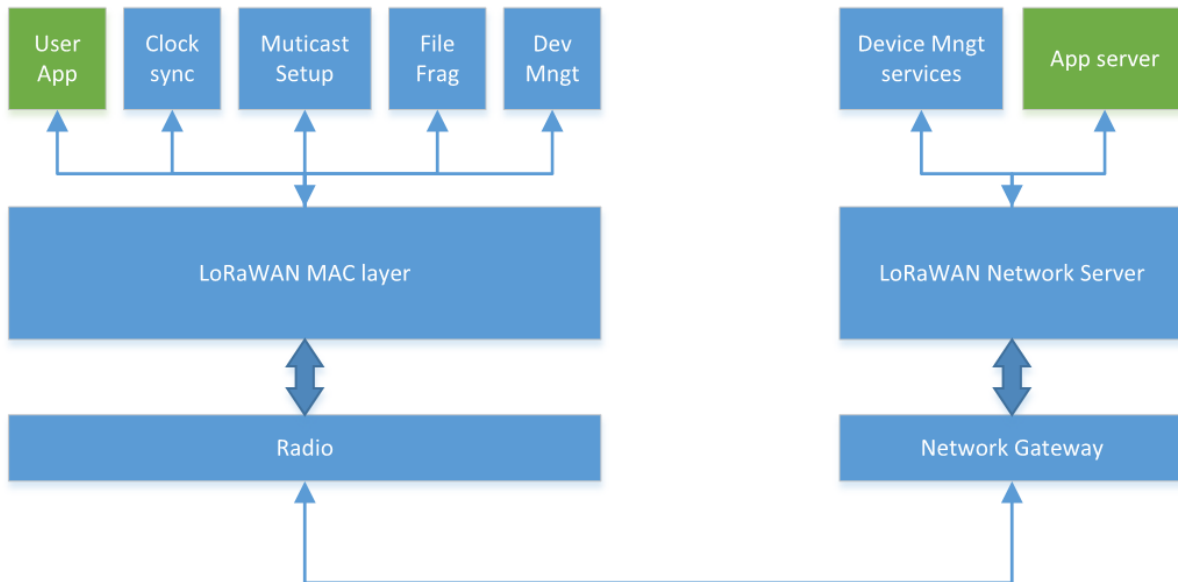 User
App
Clock
sync
Muticast
Setup
File
Frag
Dev
Mngt
Device Mngt
services
App server
LoRaWAN MAC layer
LoRaWAN Network Server
Radio
Network Gateway